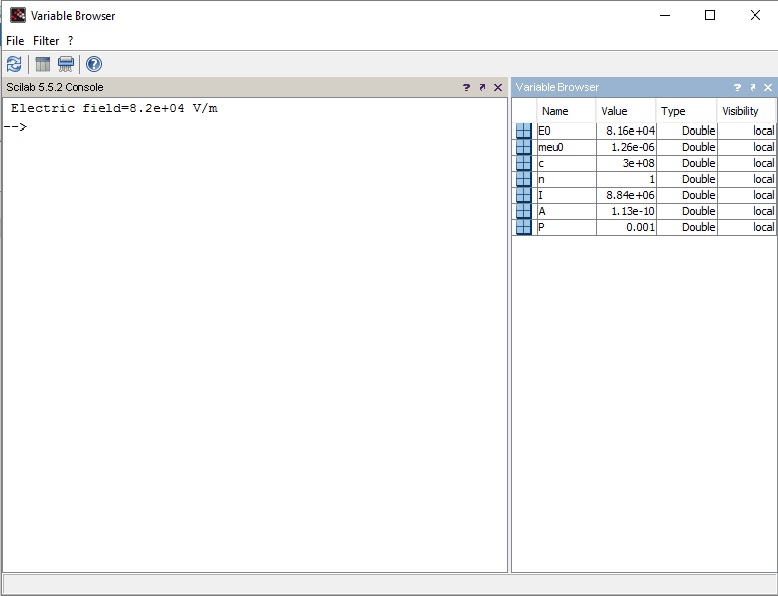 Variable Browser
File Filter ?
Scilab 5.5.2 Console
Electric field=8.2e+04 V/m
-->
Variable Browser
Name Value Type Visibility
E0 8.16e+04 Double local
meu0 1.26e-06 Double local
c 3e+08 Double local
n 1 Double local
I 8.84e+06 Double local
A 1.13e-10 Double local
P 0.001 Double local